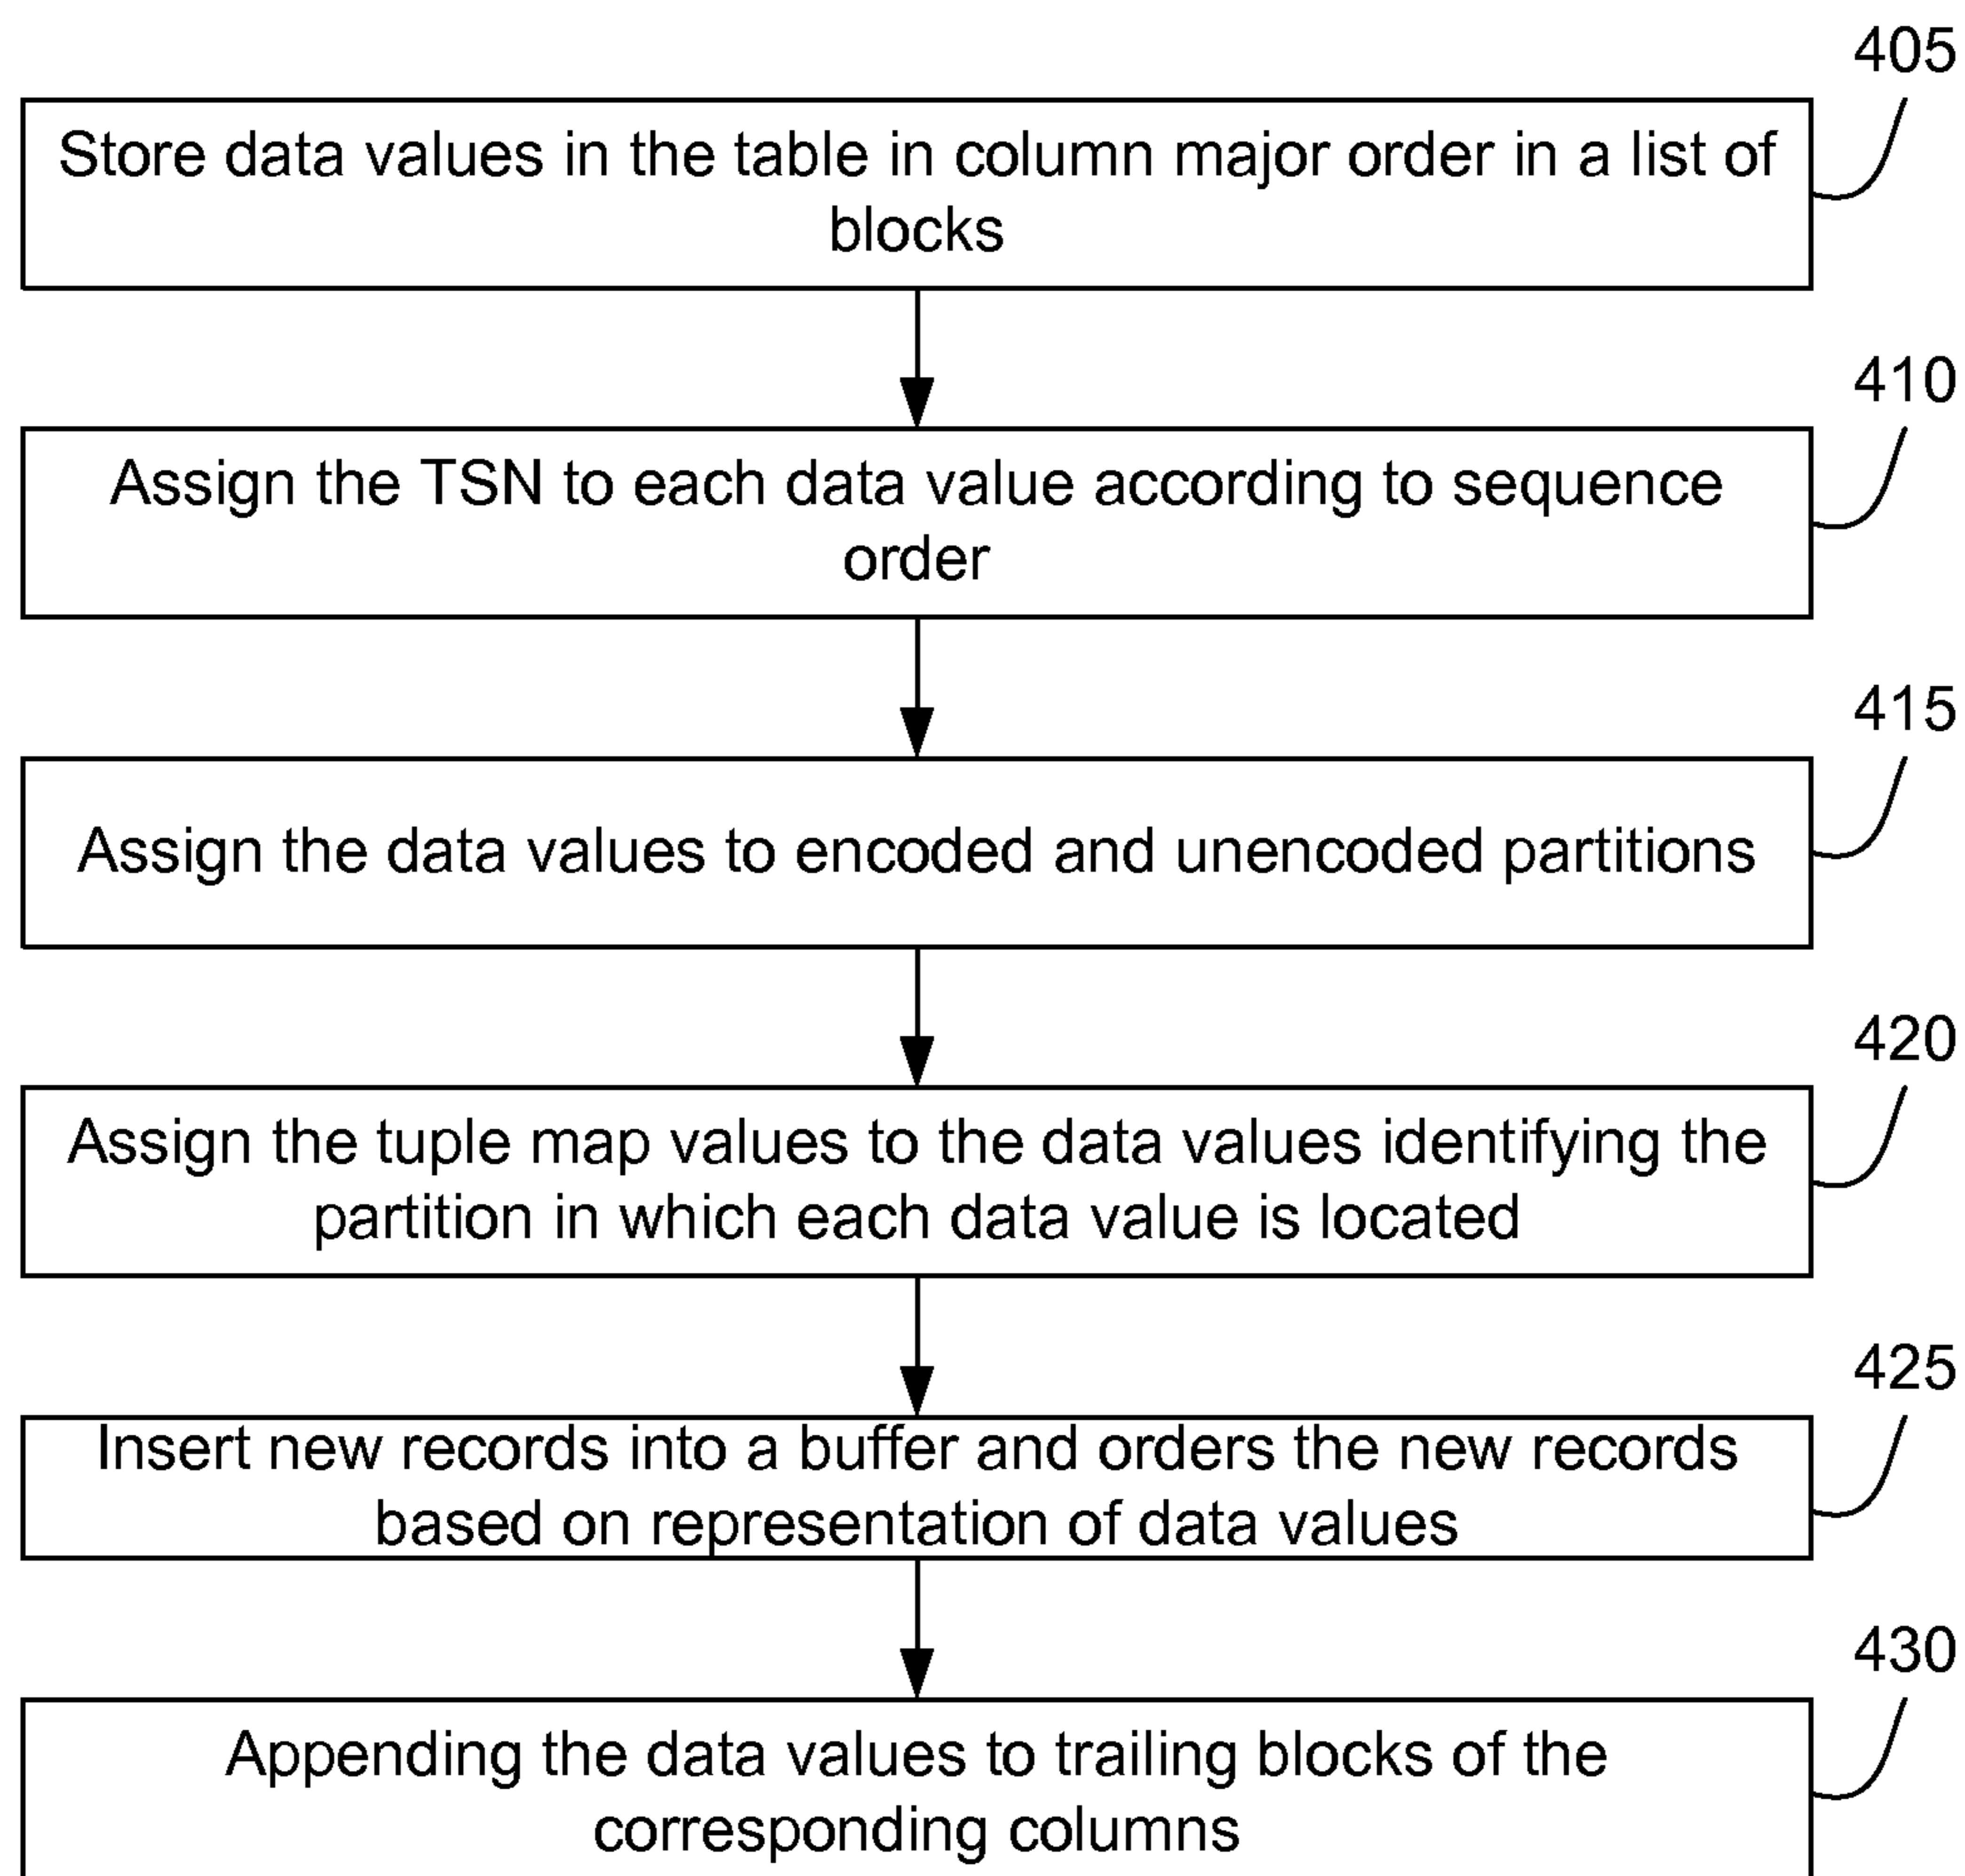 405
Store data values in the table in column major order in a list of
blocks
410
Assign the TSN to each data value according to sequence
order
415
Assign the data values to encoded and unencoded partitions
420
Assign the tuple map values to the data values identifying the
partition in which each data value is located
425
Insert new records into a buffer and orders the new records
based on representation of data values
430
Appending the data values to trailing blocks of the
corresponding columns